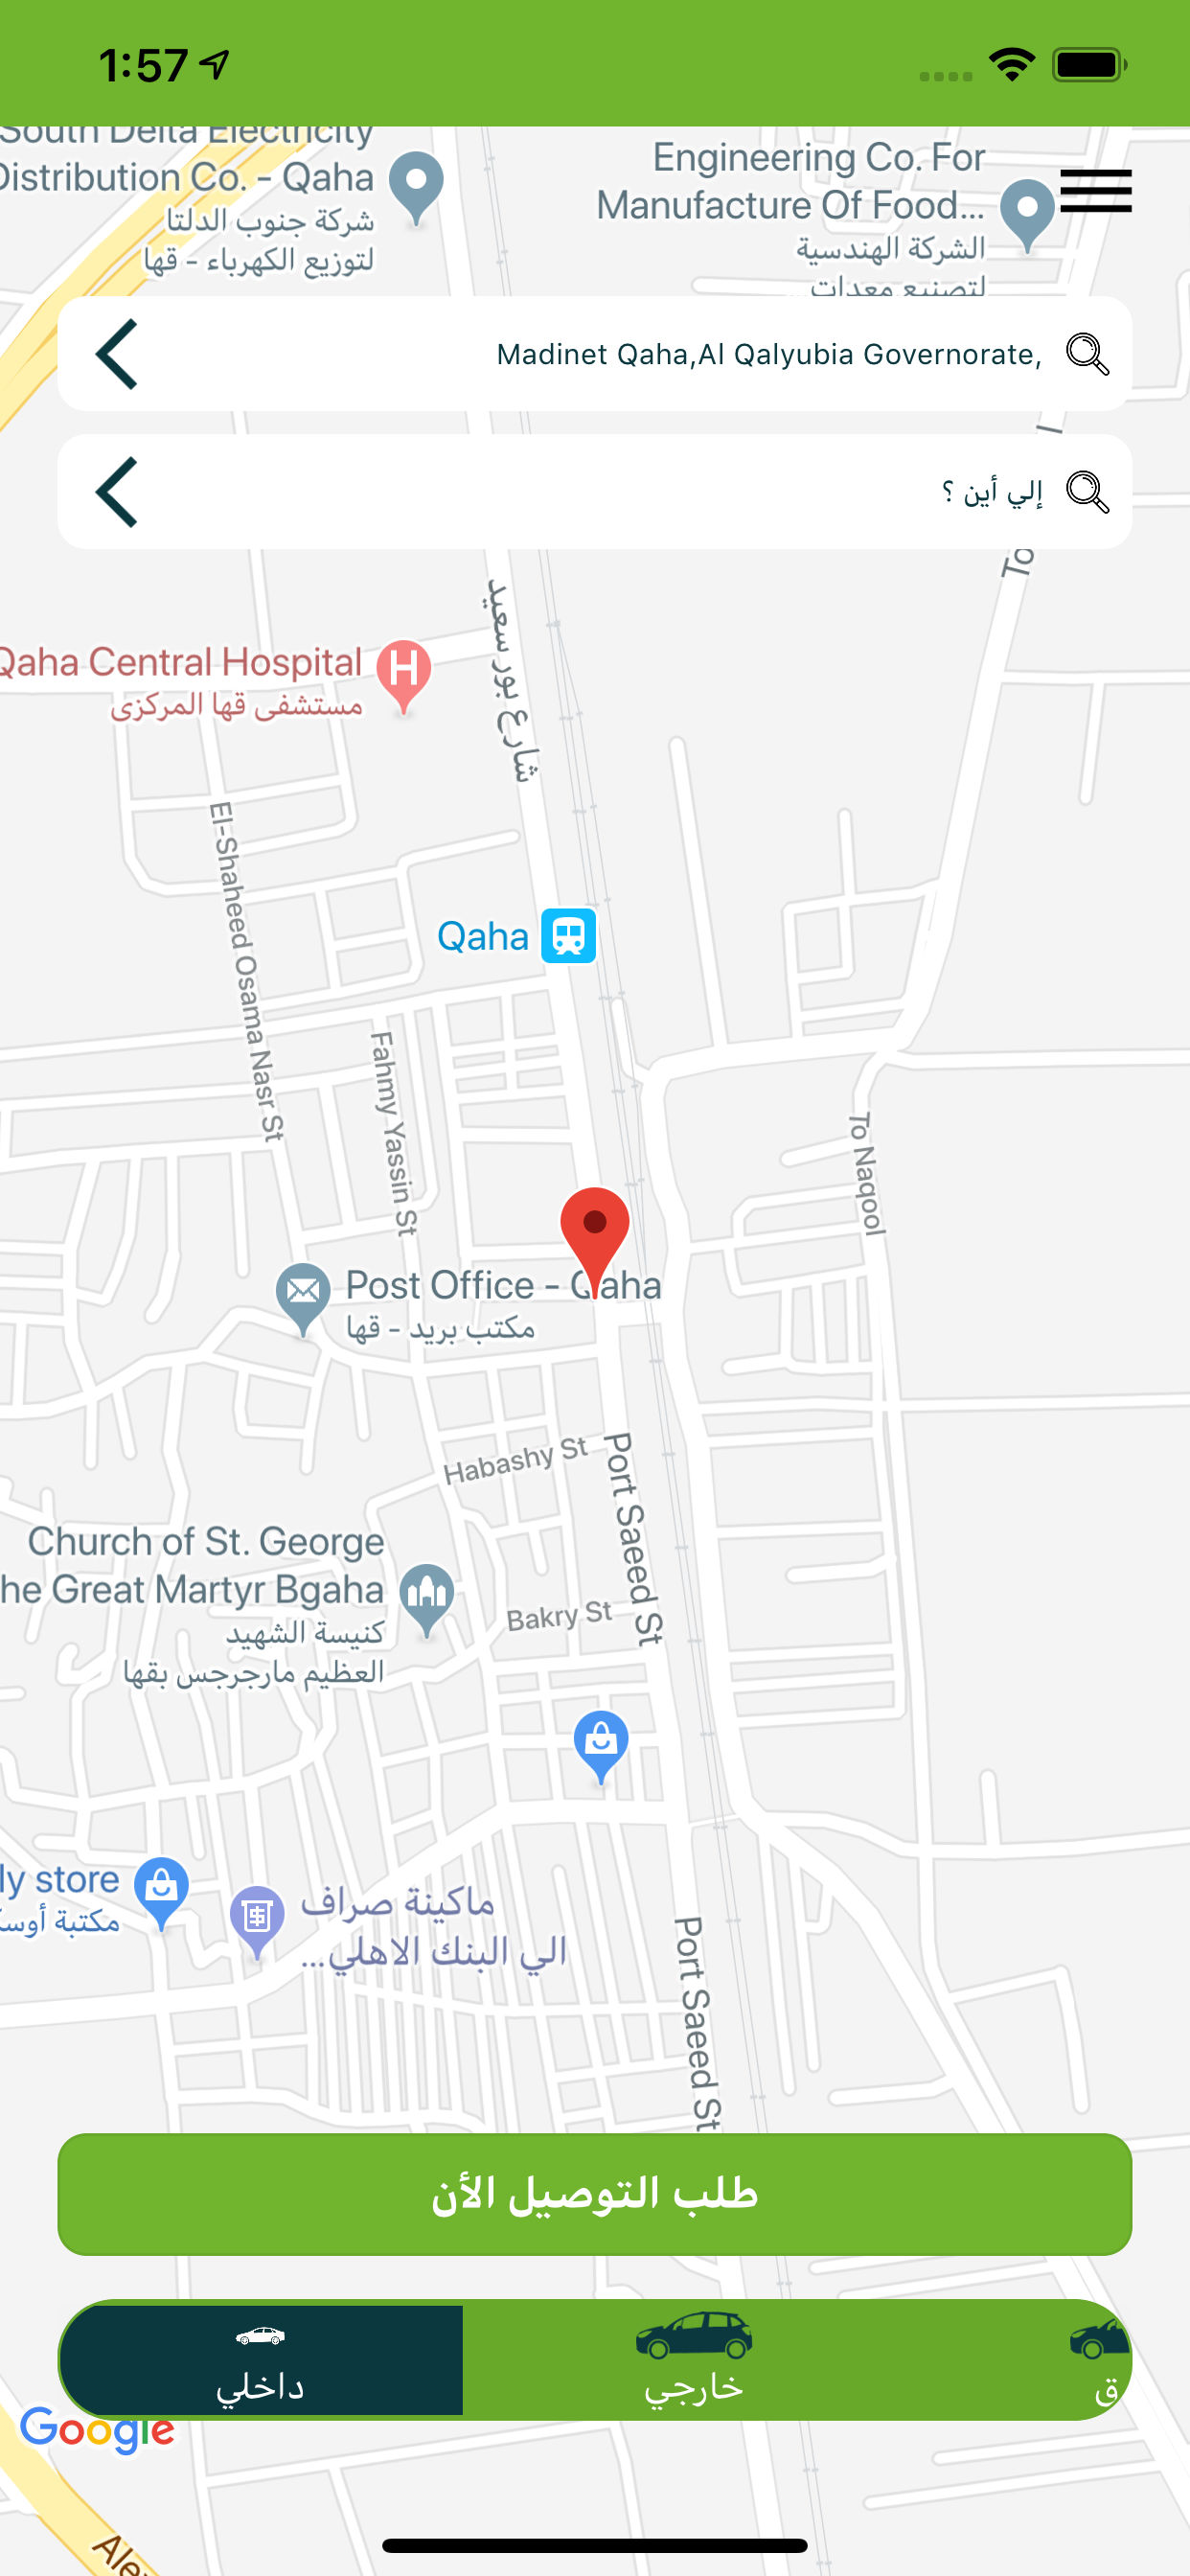 1:57
South Delta Electricity
Distribution Co. - Qaha
شركة جنوب الدلتا
لتوزيع الكهرباء - قها
Engineering Co. For
Manufacture Of Food...
الشركة الهندسية
لتصنيع معدات
Madinet Qaha,Al Qalyubia Governorate,
إلي أين ؟
To
شارع بور سعيد
Qaha Central Hospital
مستشفى قها المركزى
El-Shaheed Osama Nasr St
Qaha
Fahmy Yassin St
To Naqool
Post Office - Qaha
مكتب بريد - قها
Habashy St
Port Saeed St
Church of St. George
he Great Martyr Bgaha
كنيسة الشهيد
العظيم مارجرجس بقها
Bakry St
ly store
مكتبة أوس
ماكينة صراف
الي البنك الاهلي...
Port Saeed St
طلب التوصيل الأن
داخلي
خارجي
ق
Google
Ale